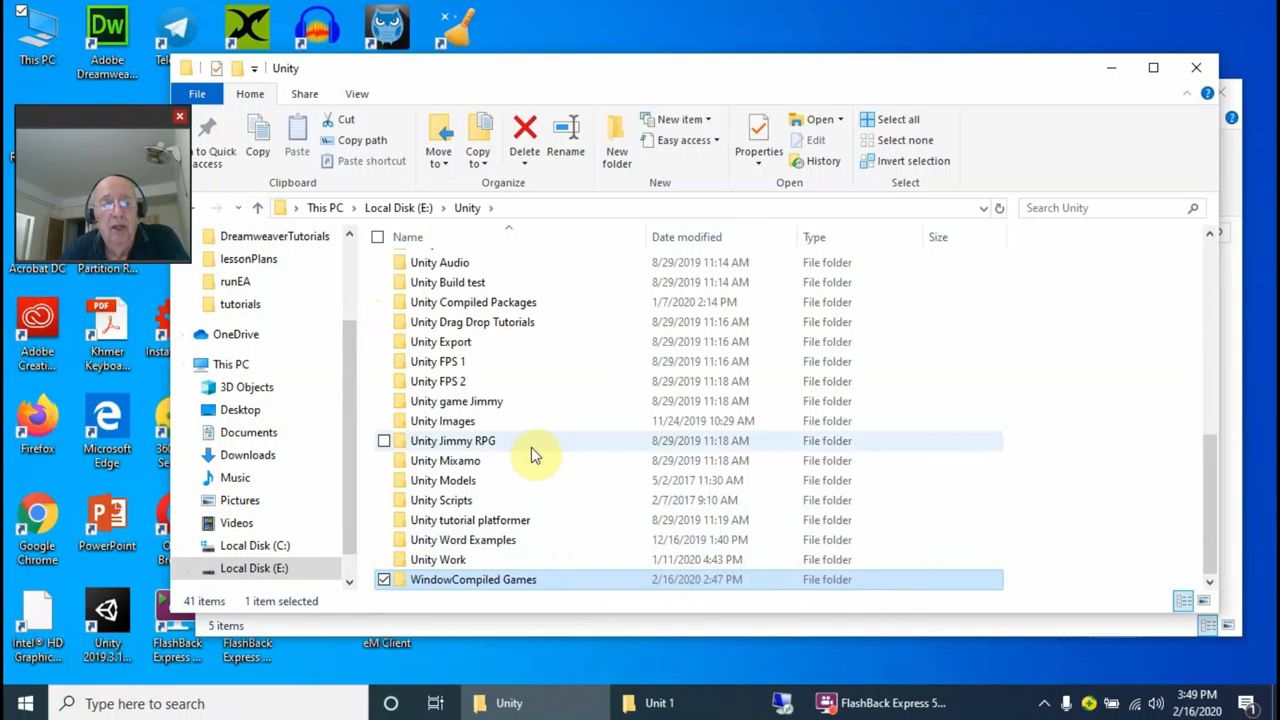 This PC
Adobe
Dreamwea...
Unity
File
Home
Share
View
Cut
Copy path
Paste shortcut
to Quick
access
Copy
Paste
Clipboard
Move
to
Copy
to
Delete
Rename
Organize
New
folder
New item
Easy access
New
Properties
Open
Edit
History
Open
Select all
Select none
Invert selection
Select
This PC > Local Disk (E:) > Unity >
Search Unity
DreamweaverTutorials
lessonPlans
runEA
tutorials
OneDrive
This PC
3D Objects
Desktop
Documents
Downloads
Music
Pictures
Videos
Local Disk (C:)
Local Disk (E:)
Name Date modified Type Size
Unity Audio 8/29/2019 11:14 AM File folder
Unity Build test 8/29/2019 11:14 AM File folder
Unity Compiled Packages 1/7/2020 2:14 PM File folder
Unity Drag Drop Tutorials 8/29/2019 11:16 AM File folder
Unity Export 8/29/2019 11:16 AM File folder
Unity FPS 1 8/29/2019 11:18 AM File folder
Unity FPS 2 8/29/2019 11:18 AM File folder
Unity game Jimmy 8/29/2019 11:18 AM File folder
Unity Images 11/24/2019 10:29 AM File folder
Unity Jimmy RPG 8/29/2019 11:18 AM File folder
Unity Mixamo 8/29/2019 11:18 AM File folder
Unity Models 5/2/2017 11:30 AM File folder
Unity Scripts 2/7/2017 9:10 AM File folder
Unity tutorial platformer 8/29/2019 11:19 AM File folder
Unity Word Examples 12/16/2019 1:40 PM File folder
Unity Work 1/11/2020 4:43 PM File folder
WindowCompiled Games 2/16/2020 2:47 PM File folder
41 items 1 item selected
5 items
Acrobat DC
Partition R...
Adobe
Creati...
PDF
Khmer
Keyboa...
Firefox
Microsoft
Edge
Google
Chrome
PowerPoint
Intel® HD
Graphic...
Unity
2019.3.1...
FlashBack
Express ...
FlashBack
Express ...
eM Client
Type here to search
Unity
Unit 1
FlashBack Express 5...
3:49 PM
2/16/2020